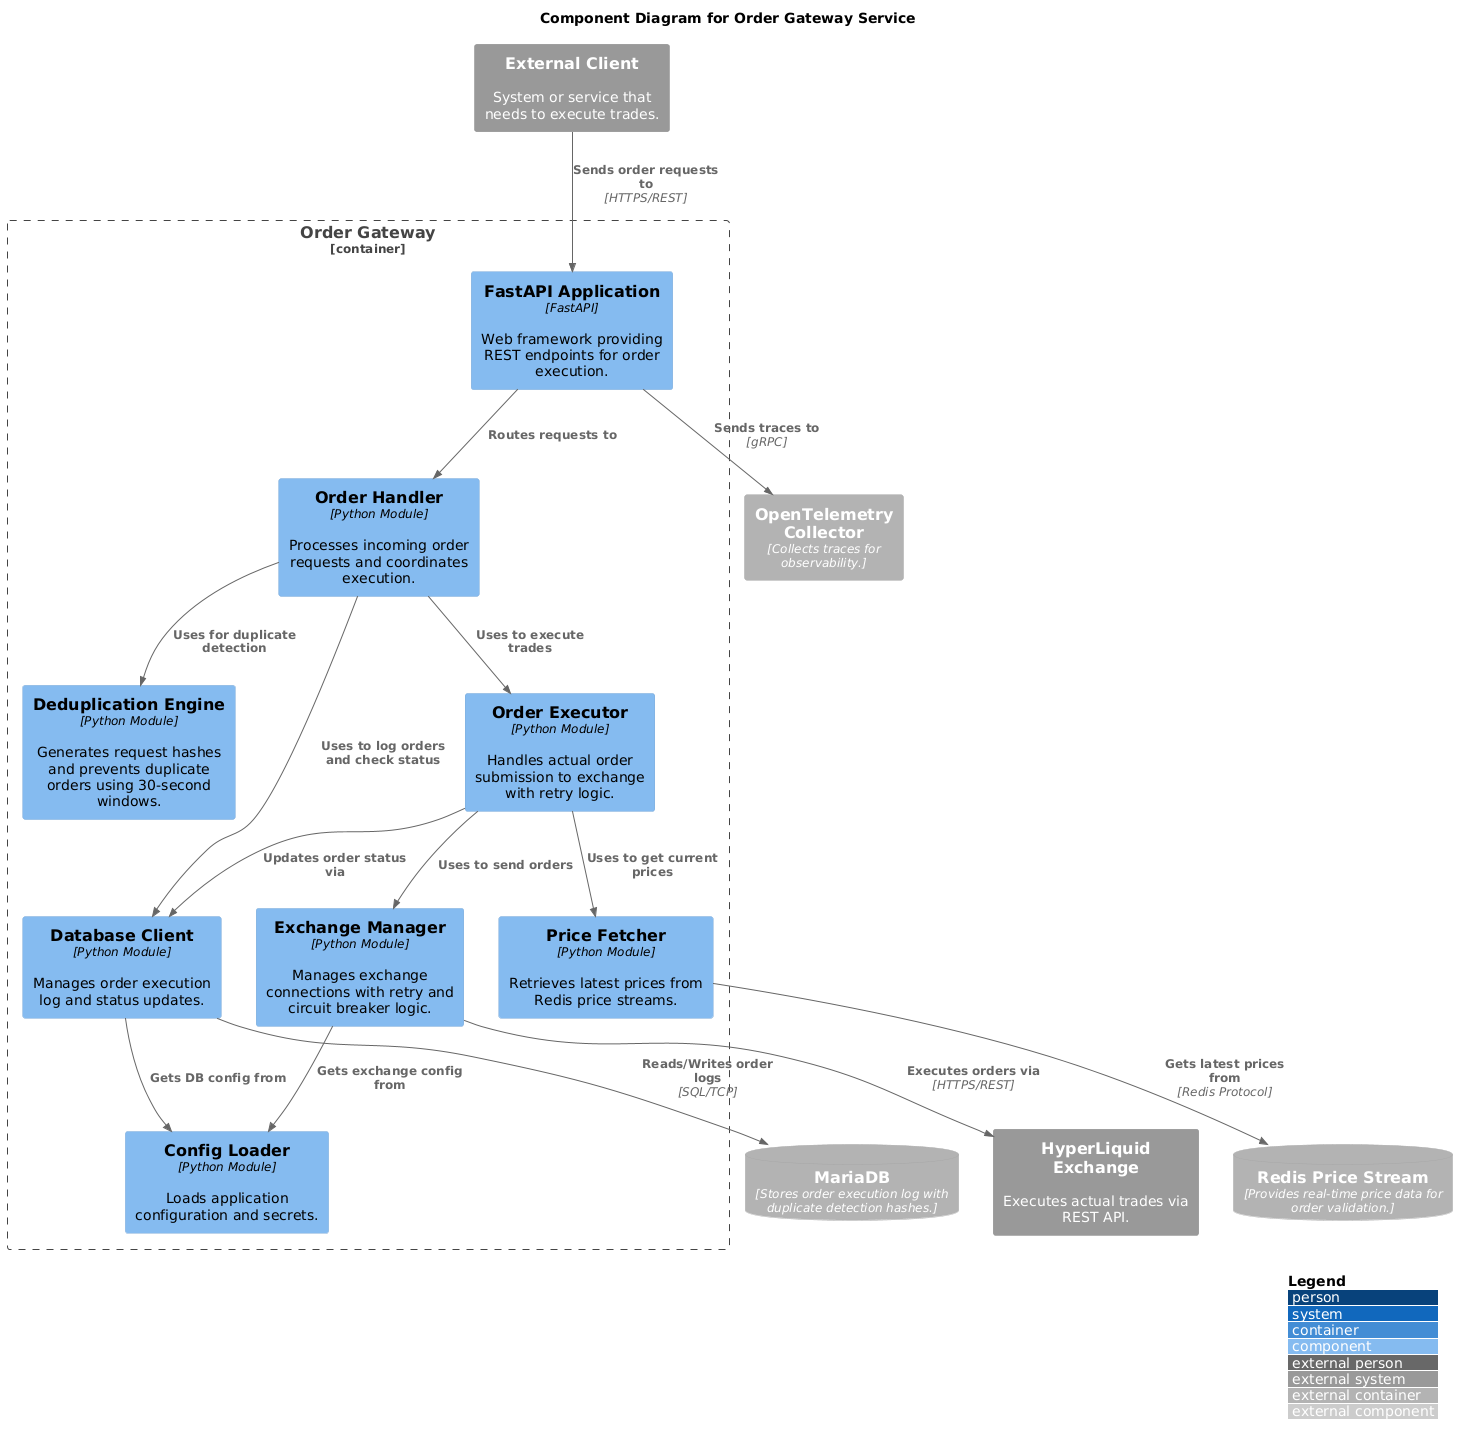 Component Diagram for Order Gateway Service
External Client
System or service that
needs to execute trades.
Sends order requests
to
[HTTPS/REST]
Order Gateway
[container]
FastAPI Application
[FastAPI]
Web framework providing
REST endpoints for order
execution.
Routes requests to
Sends traces to
[gRPC]
Order Handler
[Python Module]
Processes incoming order
requests and coordinates
execution.
OpenTelemetry
Collector
[Collects traces for
observability.]
Uses for duplicate
detection
Uses to execute
trades
Deduplication Engine
[Python Module]
Generates request hashes
and prevents duplicate
orders using 30-second
windows.
Uses to log orders
and check status
Order Executor
[Python Module]
Handles actual order
submission to exchange
with retry logic.
Updates order status
via
Uses to send orders
Uses to get current
prices
Database Client
[Python Module]
Manages order execution
log and status updates.
Exchange Manager
[Python Module]
Manages exchange
connections with retry and
circuit breaker logic.
Price Fetcher
[Python Module]
Retrieves latest prices from
Redis price streams.
Gets DB config from
Gets exchange config
from
Reads/Writes order
logs
[SQL/TCP]
Executes orders via
[HTTPS/REST]
Gets latest prices
from
[Redis Protocol]
Config Loader
[Python Module]
Loads application
configuration and secrets.
MariaDB
[Stores order execution log with
duplicate detection hashes.]
HyperLiquid
Exchange
Executes actual trades via
REST API.
Redis Price Stream
[Provides real-time price data for
order validation.]
Legend
person
system
container
component
external person
external system
external container
external component